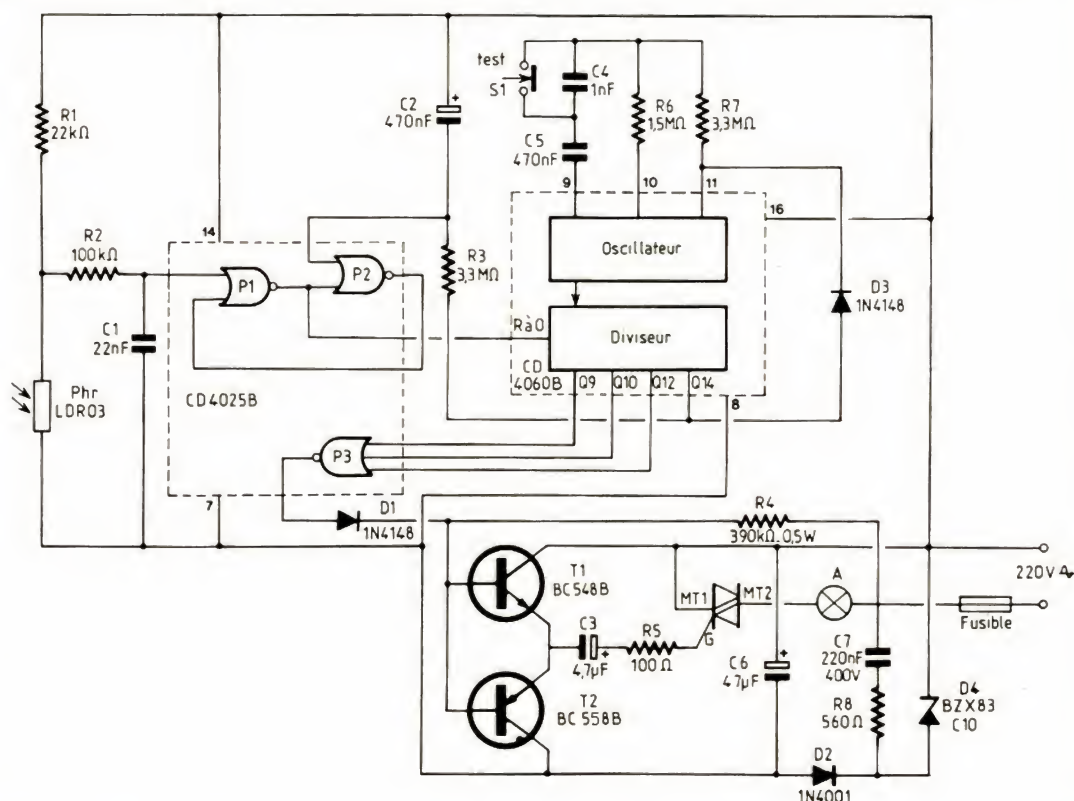 R1
22kΩ
R2
100kΩ
C1
22nF
Phr
LDR03
14
P1
P2
CD4025B
7
P3
C2
470nF
+
R3
3,3MΩ
test
S1
C4
1nF
C5
470nF
R6
1,5MΩ
R7
3,3MΩ
9
10
11
16
Oscillateur
Diviseur
Rà0
CD
4060B
Q9
Q10
Q12
Q14
8
D3
1N4148
D1
1N4148
R4
390kΩ 0,5W
T1
BC548B
T2
BC558B
C3
4,7µF
+
R5
100Ω
MT1
MT2
G
A
C6
47µF
+
220V
Fusible
C7
220nF
400V
R8
560Ω
D4
BZX83
C10
D2
1N4001